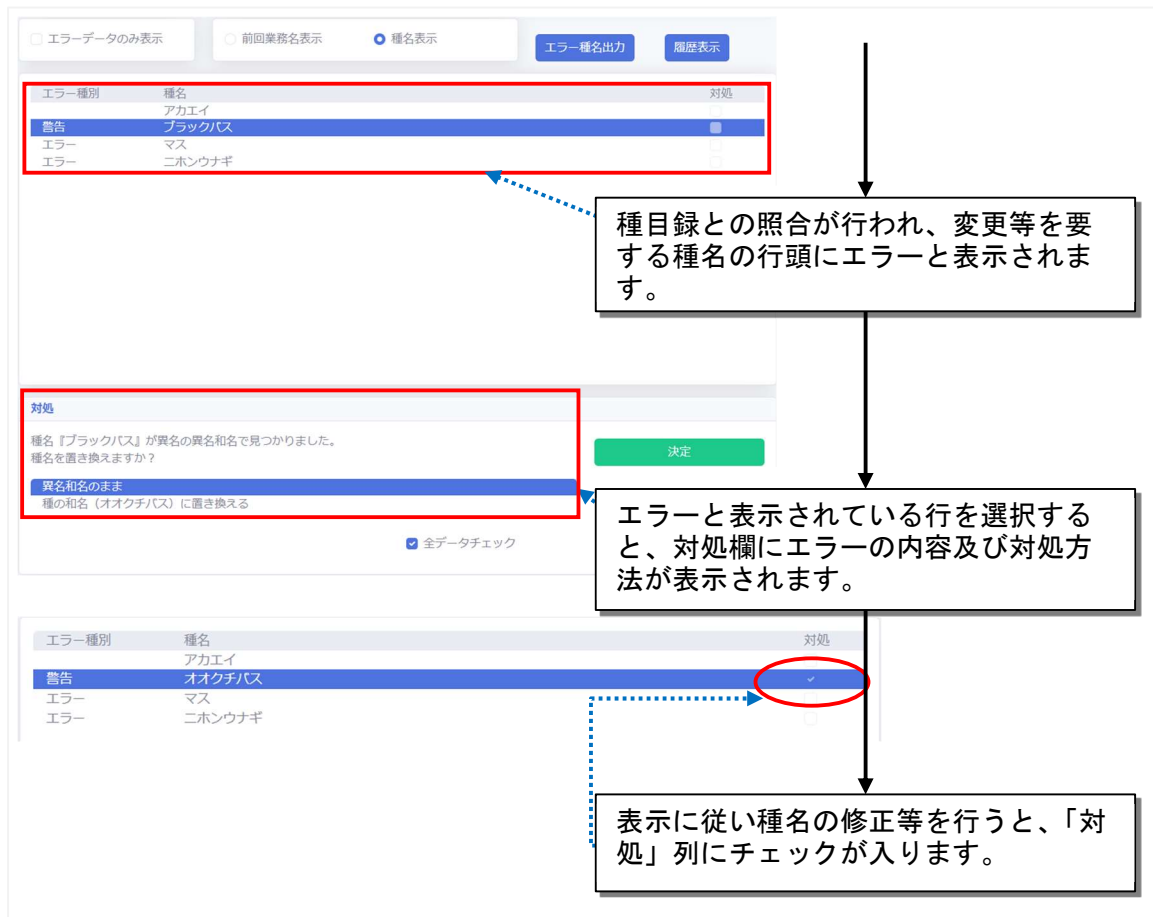 エラーデータのみ表示 前回業務名表示 種名表示 エラー種名出力 履歴表示
エラー種別 種名 対処
アカエイ
警告 ブラックバス
エラー マス
エラー ニホンウナギ
種目録との照合が行われ、変更等を要
する種名の行頭にエラーと表示されま
す。
対処
種名『ブラックバス』が異名の異名和名で見つかりました。
種名を置き換えますか？
決定
異名和名のまま
種の和名（オオクチバス）に置き換える
全データチェック
エラーと表示されている行を選択する
と、対処欄にエラーの内容及び対処方
法が表示されます。
エラー種別 種名 対処
アカエイ
警告 オオクチバス
エラー マス
エラー ニホンウナギ
表示に従い種名の修正等を行うと、「対
処」列にチェックが入ります。